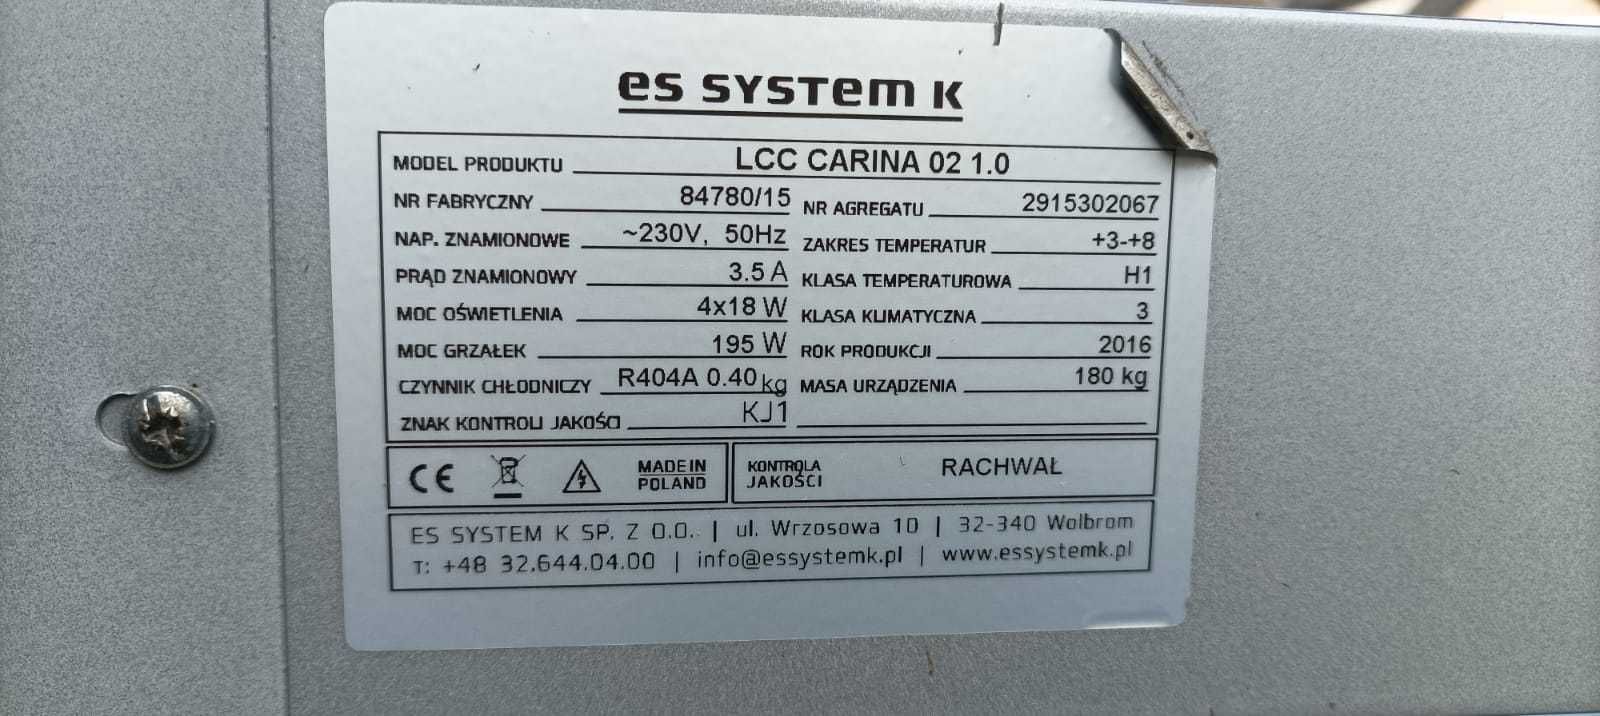 es system k
MODEL PRODUKTU LCC CARINA 02 1.0
NR FABRYCZNY 84780/15 NR AGREGATU 2915302067
NAP. ZNAMIONOWE ~230V, 50Hz ZAKRES TEMPERATUR +3-+8
PRĄD ZNAMIONOWY 3.5 A KLASA TEMPERATUROWA H1
MOC OŚWIETLENIA 4x18 W KLASA KLIMATYCZNA 3
MOC GRZAŁEK 195 W ROK PRODUKCJI 2016
CZYNNIK CHŁODNICZY R404A 0.40 kg MASA URZĄDZENIA 180 kg
ZNAK KONTROLI JAKOŚCI KJ1
CE MADE IN POLAND KONTROLA JAKOŚCI RACHWAŁ
ES SYSTEM K SP. Z O.O. | ul. Wrzosowa 10 | 32-340 Wolbrom
T: +48 32.644.04.00 | info@essystemk.pl | www.essystemk.pl